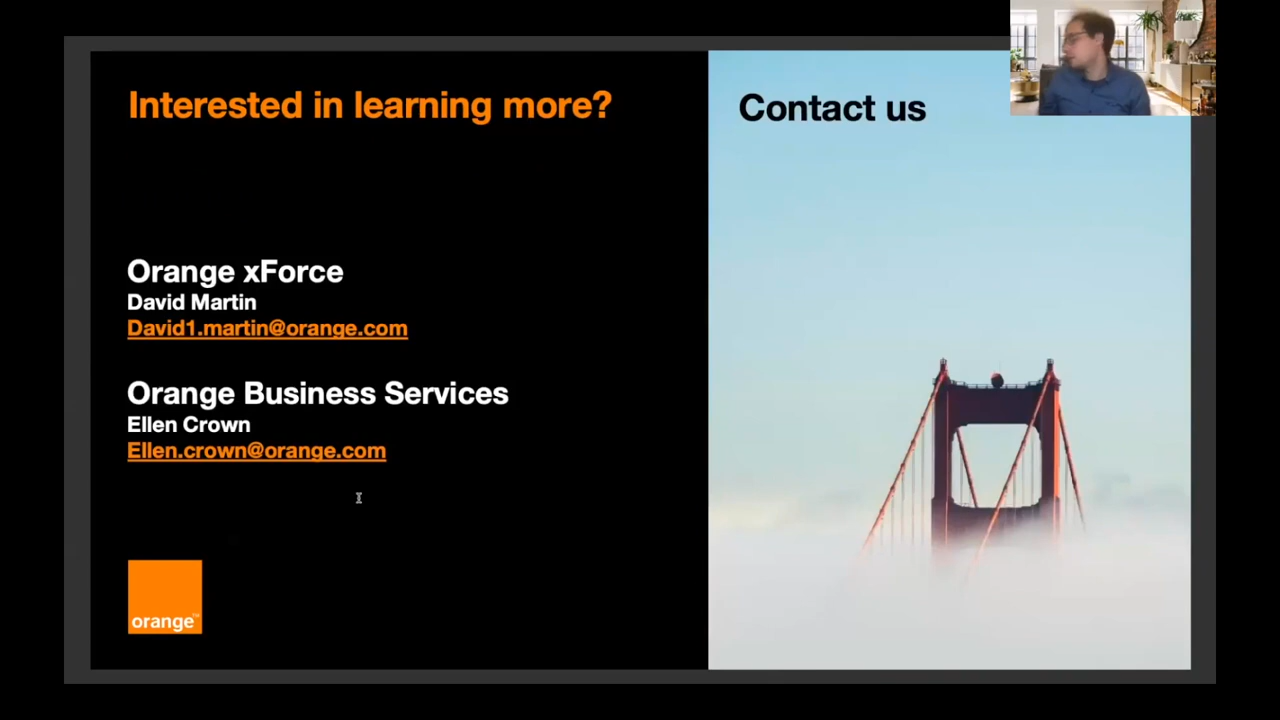 Interested in learning more?
Contact us
Orange xForce
David Martin
David1.martin@orange.com
Orange Business Services
Ellen Crown
Ellen.crown@orange.com
orange™